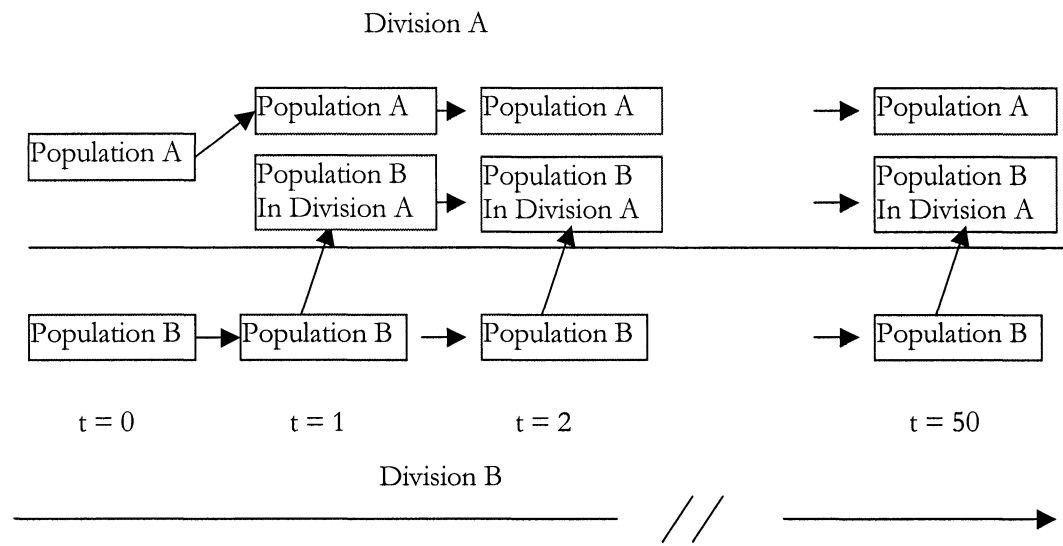 Division A
Population A
Population A
Population A
Population A
Population B
In Division A
Population B
In Division A
Population B
In Division A
Population B
Population B
Population B
Population B
t = 0
t = 1
t = 2
t = 50
Division B